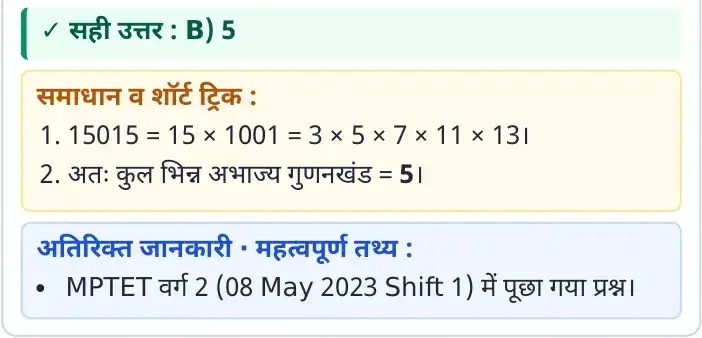 ✓ सही उत्तर : B) 5
समाधान व शॉर्ट ट्रिक :
1. 15015 = 15 × 1001 = 3 × 5 × 7 × 11 × 13।
2. अतः कुल भिन्न अभाज्य गुणनखंड = 5।
अतिरिक्त जानकारी · महत्वपूर्ण तथ्य :
• MPTET वर्ग 2 (08 May 2023 Shift 1) में पूछा गया प्रश्न।